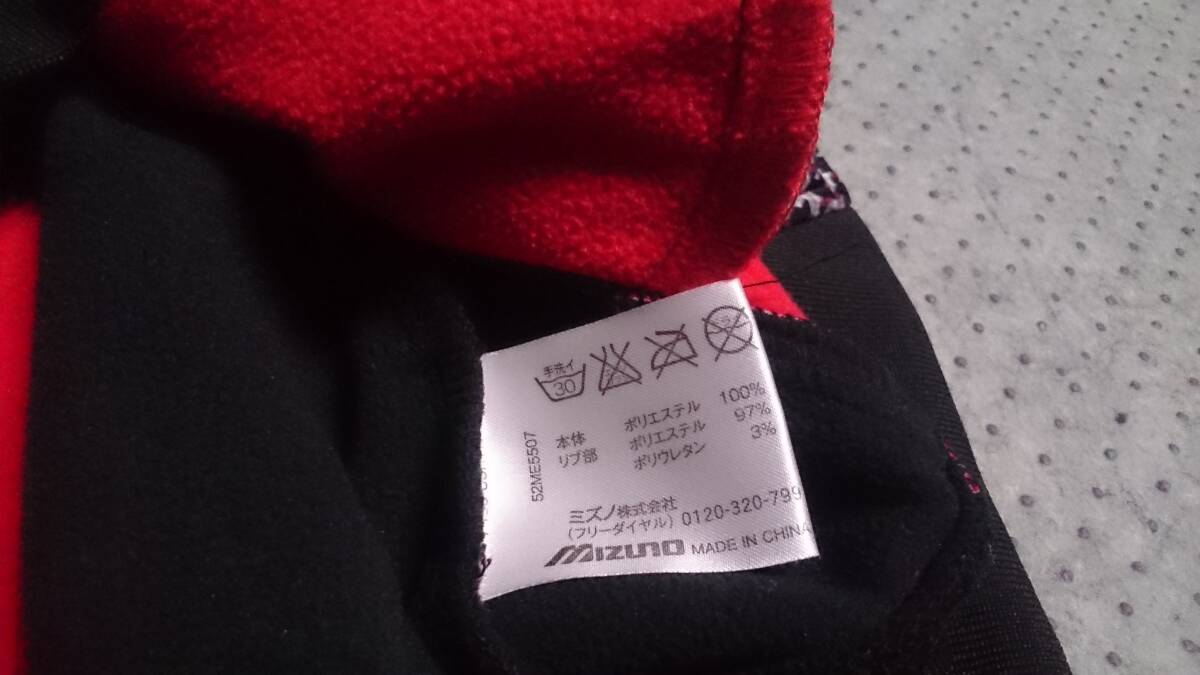 手洗イ
30
本体 ポリエステル 100%
リブ部 ポリエステル 97%
ポリウレタン 3%
52ME5507
ミズノ株式会社
(フリーダイヤル) 0120-320-799
MIZUNO MADE IN CHINA